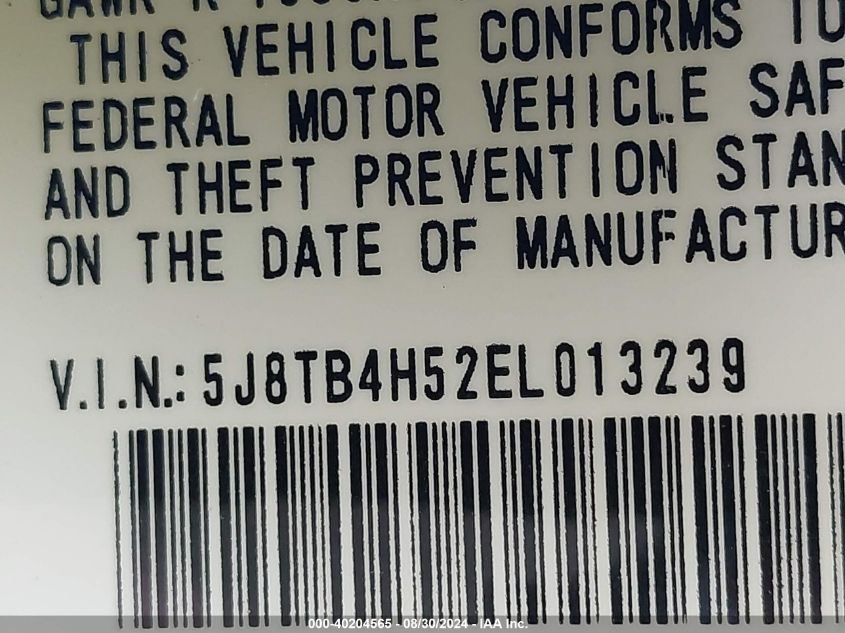 GAWR R
THIS VEHICLE CONFORMS TO
FEDERAL MOTOR VEHICLE SAF
AND THEFT PREVENTION STAN
ON THE DATE OF MANUFACTUR
V.I.N.: 5J8TB4H52EL013239
000-40204565 - 08/30/2024 - IAA Inc.